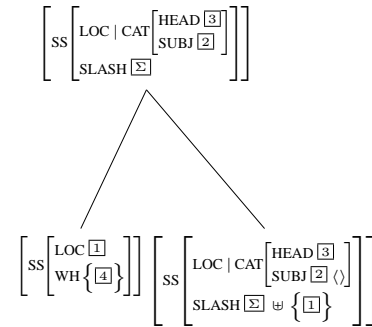 SS LOC | CAT HEAD 3
SUBJ 2
SLASH Σ
SS LOC 1
WH { 4 }
SS LOC | CAT HEAD 3
SUBJ 2 ⟨⟩
SLASH Σ ⊎ { 1 }